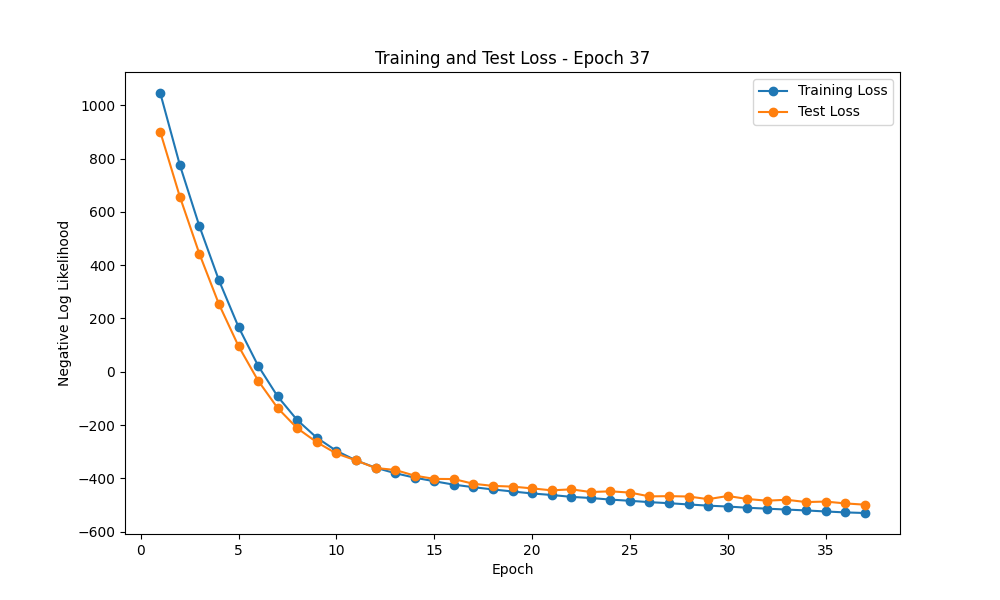 Training and Test Loss - Epoch 37
Training Loss
Test Loss
Negative Log Likelihood
1000
800
600
400
200
0
−200
−400
−600
0 5 10 15 20 25 30 35
Epoch